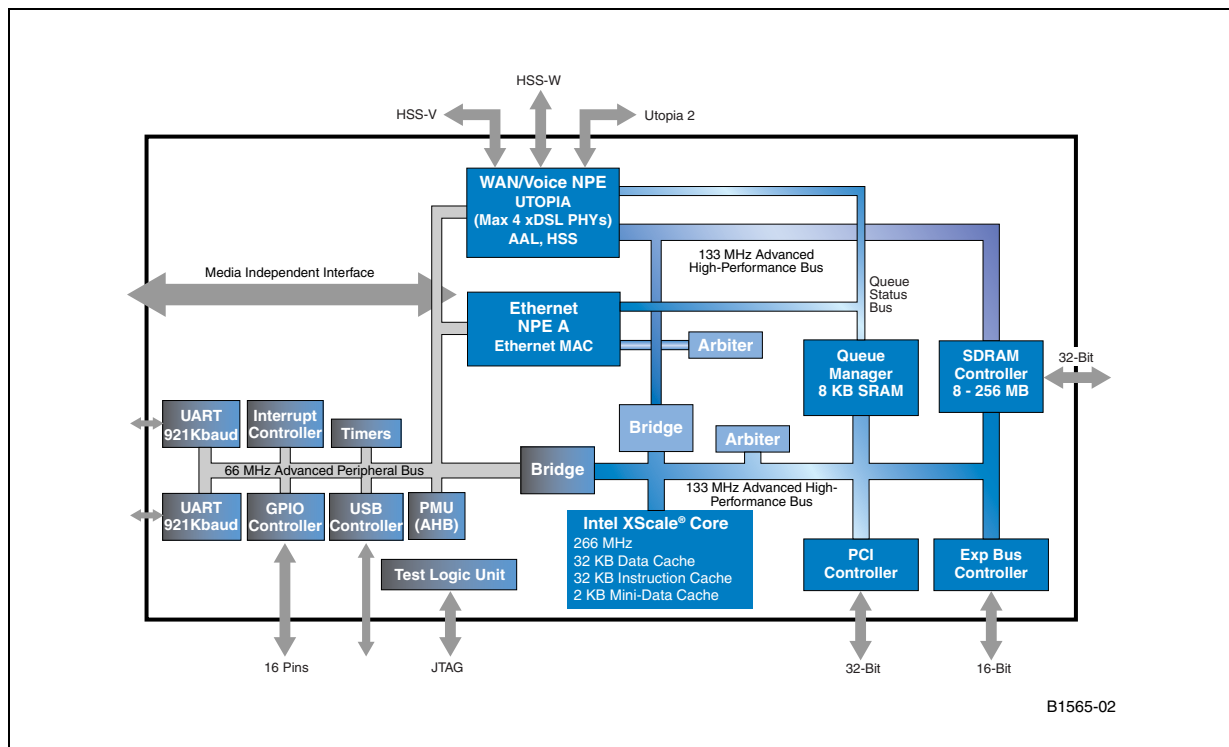 HSS-W
HSS-V
Utopia 2
WAN/Voice NPE
UTOPIA
(Max 4 xDSL PHYs)
AAL, HSS
133 MHz Advanced
High-Performance Bus
Media Independent Interface
Queue
Status
Bus
Ethernet
NPE A
Ethernet MAC
Arbiter
Queue
Manager
8 KB SRAM
SDRAM
Controller
8 - 256 MB
32-Bit
UART
921Kbaud
Interrupt
Controller
Timers
Bridge
Arbiter
66 MHz Advanced Peripheral Bus
Bridge
133 MHz Advanced High-
Performance Bus
UART
921Kbaud
GPIO
Controller
USB
Controller
PMU
(AHB)
Intel XScale® Core
266 MHz
32 KB Data Cache
32 KB Instruction Cache
2 KB Mini-Data Cache
PCI
Controller
Exp Bus
Controller
Test Logic Unit
16 Pins
JTAG
32-Bit
16-Bit
B1565-02